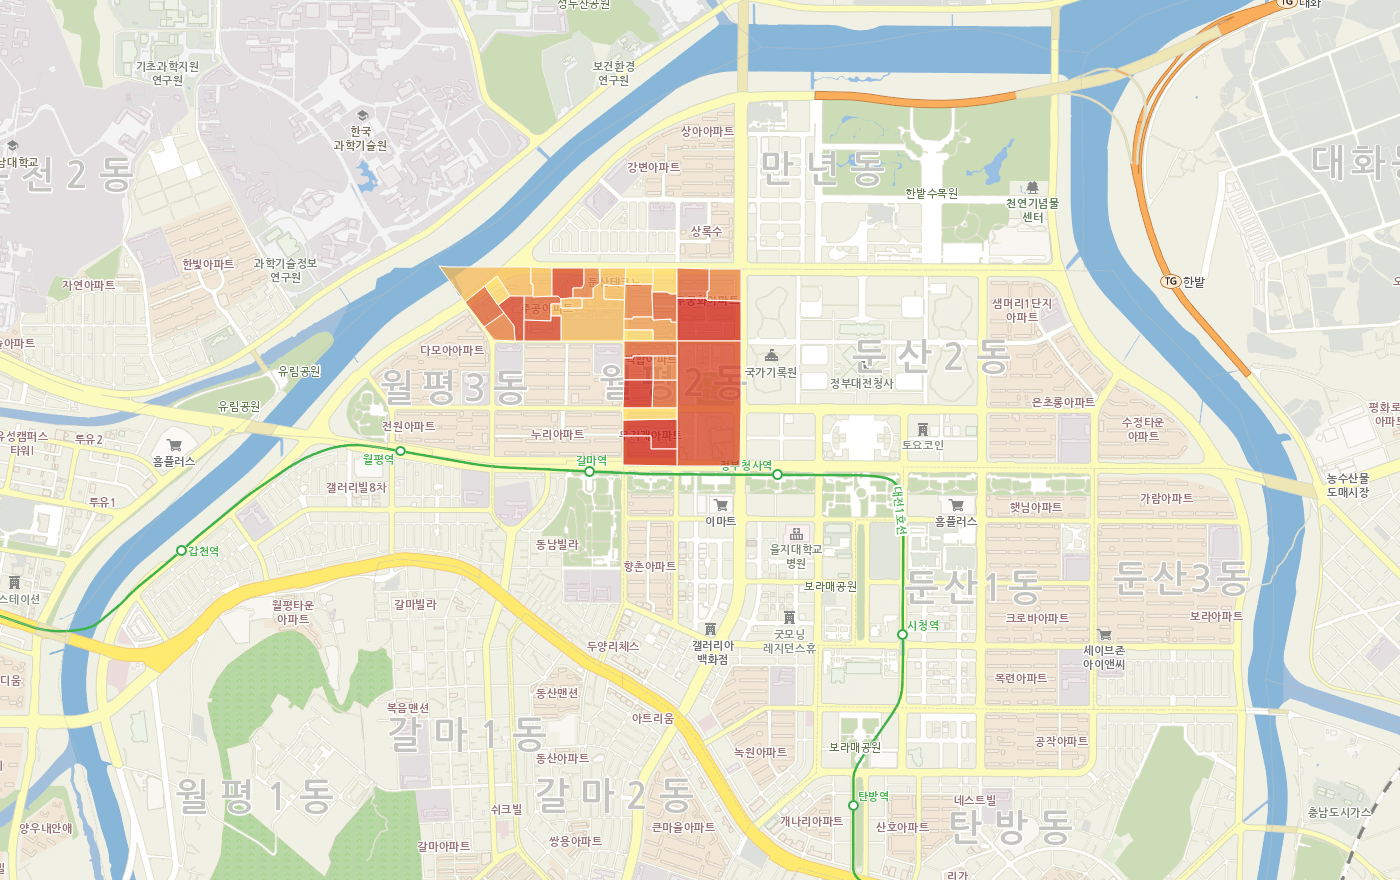 성두산공원
TG 대화
기초과학지원
연구원
보건환경
연구원
한국
과학기술원
상아아파트
강변아파트
만년동
대화
남대학교
한밭수목원
천연기념물
센터
상록수
한빛아파트
과학기술정보
연구원
자연아파트
TG 한밭
둔산테크노
주공아파트
샘머리1단지
아파트
다모아아파트
월평3동
월평2동
국가기록원
둔산2동
정부대전청사
유림공원
유림공원
은초롱아파트
수정타운
아파트
전원아파트
누리아파트
무지개아파트
토요코인
유성캠퍼스
타워I
투유2
홈플러스
월평역
갈마역
정부청사역
갤러리빌8차
투유1
대전1호선
농수산물
도매시장
가람아파트
햇님아파트
홈플러스
이마트
을지대학교
병원
동남빌라
갑천역
향촌아파트
보라매공원
둔산1동
둔산3동
스테이션
월평타운
아파트
갈마빌라
크로바아파트
보라아파트
시청역
굿모닝
레지던스휴
갤러리아
백화점
두양리체스
세이브존
아이앤씨
디움
목련아파트
동산맨션
복음맨션
아트리움
갈마1동
보라매공원
공작아파트
녹원아파트
동산아파트
월평1동
갈마2동
탄방역
네스트빌
쉬크빌
충남도시가스
양우내안애
큰마을아파트
개나리아파트
산호아파트
탄방동
갈마아파트
쌍용아파트
리가